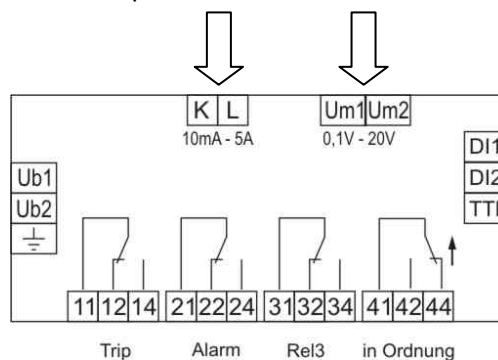 K L Um1 Um2
10mA - 5A 0,1V - 20V
DI1
Ub1 DI2
Ub2
11 12 14 21 22 24 31 32 34 41 42 44
Trip Alarm Rel3 in Ordnung